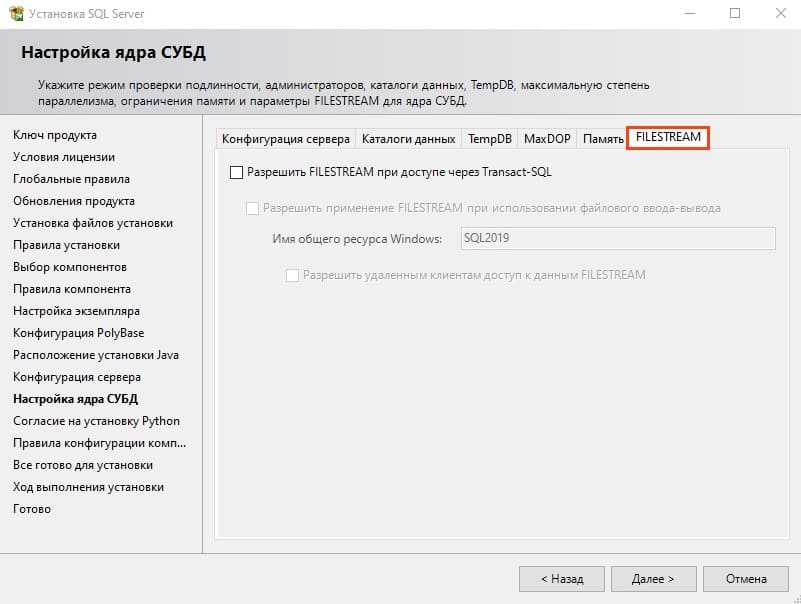 Установка SQL Server
Настройка ядра СУБД
Укажите режим проверки подлинности, администраторов, каталоги данных, TempDB, максимальную степень
параллелизма, ограничения памяти и параметры FILESTREAM для ядра СУБД.
Ключ продукта
Условия лицензии
Глобальные правила
Обновления продукта
Установка файлов установки
Правила установки
Выбор компонентов
Правила компонента
Настройка экземпляра
Конфигурация PolyBase
Расположение установки Java
Конфигурация сервера
Настройка ядра СУБД
Согласие на установку Python
Правила конфигурации комп...
Все готово для установки
Ход выполнения установки
Готово
Конфигурация сервера Каталоги данных TempDB MaxDOP Память FILESTREAM
Разрешить FILESTREAM при доступе через Transact-SQL
Разрешить применение FILESTREAM при использовании файлового ввода-вывода
Имя общего ресурса Windows: SQL2019
Разрешить удаленным клиентам доступ к данным FILESTREAM
< Назад Далее > Отмена